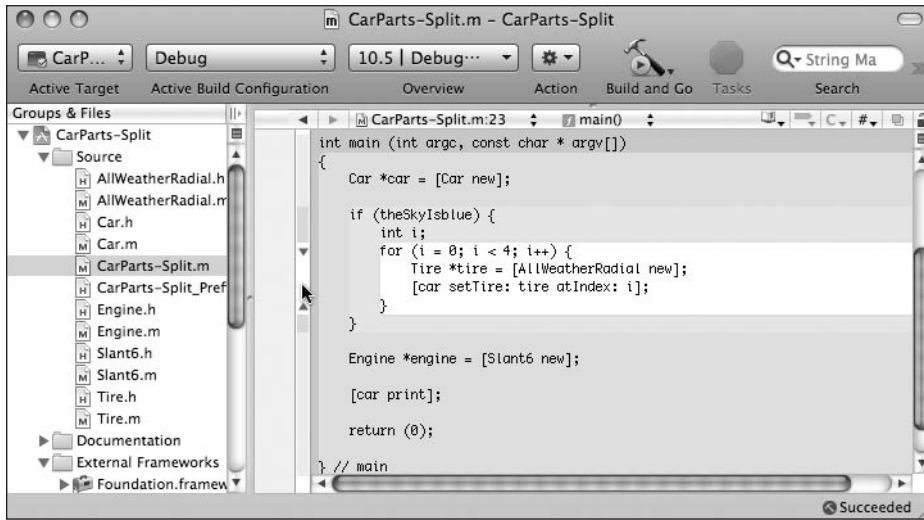 CarParts-Split.m – CarParts-Split
CarP...
Debug
10.5 | Debug···
String Ma
Active Target
Active Build Configuration
Overview
Action
Build and Go
Tasks
Search
Groups & Files
CarParts-Split.m:23
main()
C
#
CarParts-Split
Source
AllWeatherRadial.h
AllWeatherRadial.m
Car.h
Car.m
CarParts-Split.m
CarParts-Split_Pref
Engine.h
Engine.m
Slant6.h
Slant6.m
Tire.h
Tire.m
Documentation
External Frameworks
Foundation.framew
int main (int argc, const char * argv[])
{
Car *car = [Car new];
if (theSkyIsblue) {
int i;
for (i = 0; i < 4; i++) {
Tire *tire = [AllWeatherRadial new];
[car setTire: tire atIndex: i];
}
}
Engine *engine = [Slant6 new];
[car print];
return (0);
} // main
Succeeded